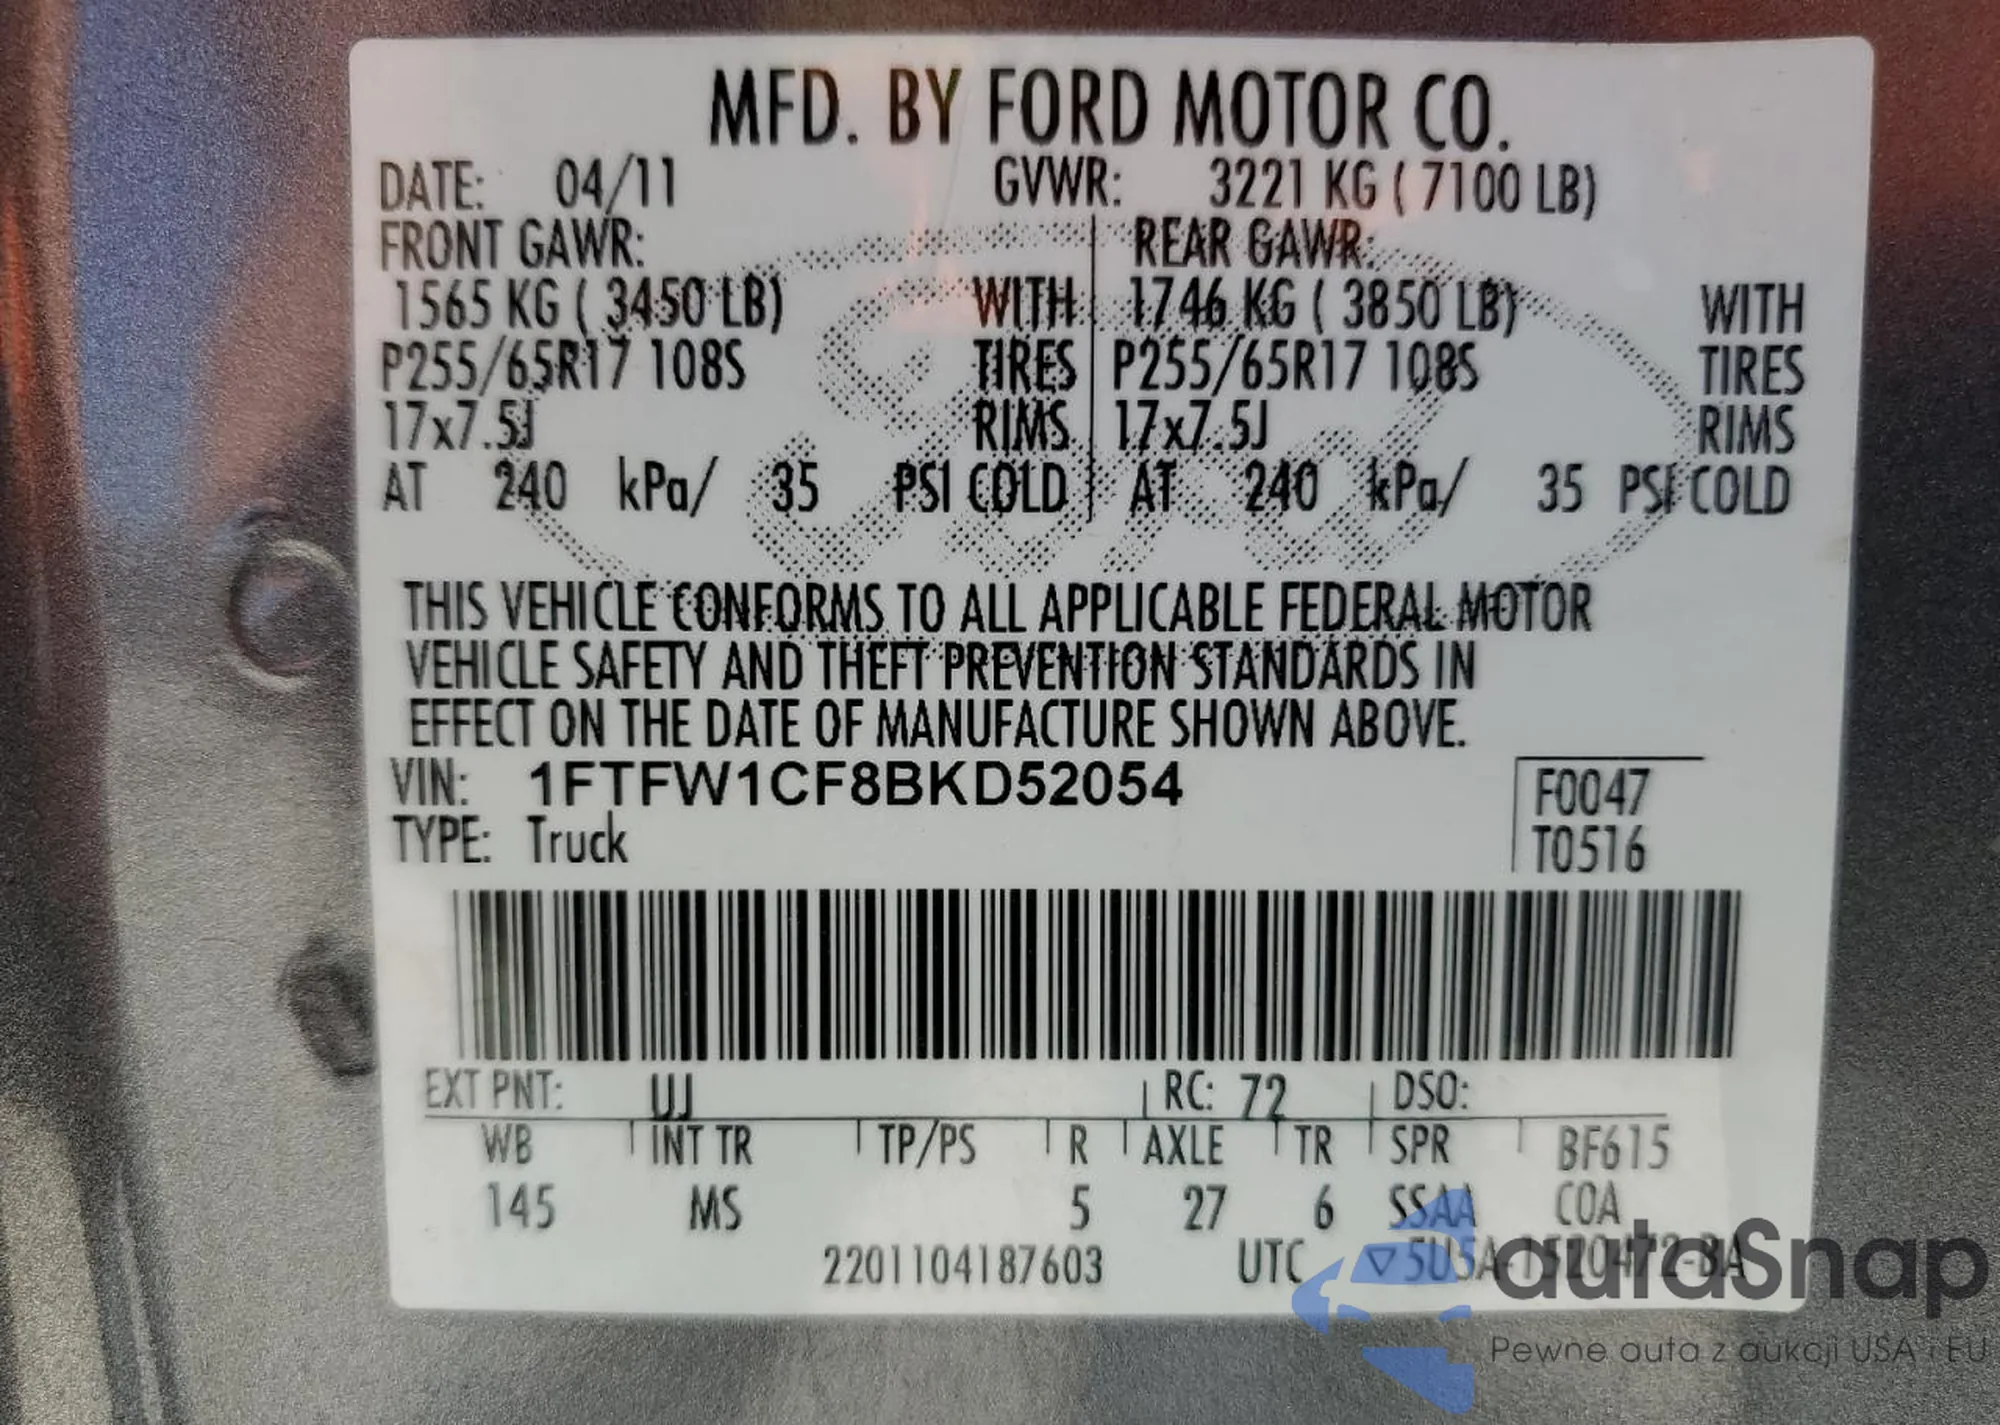 MFD. BY FORD MOTOR CO.
DATE: 04/11 GVWR: 3221 KG ( 7100 LB)
FRONT GAWR: REAR GAWR:
1565 KG ( 3450 LB) WITH 1746 KG ( 3850 LB) WITH
P255/65R17 108S TIRES P255/65R17 108S TIRES
17x7.5J RIMS 17x7.5J RIMS
AT 240 kPa/ 35 PSI COLD AT 240 kPa/ 35 PSI COLD
THIS VEHICLE CONFORMS TO ALL APPLICABLE FEDERAL MOTOR
VEHICLE SAFETY AND THEFT PREVENTION STANDARDS IN
EFFECT ON THE DATE OF MANUFACTURE SHOWN ABOVE.
VIN: 1FTFW1CF8BKD52054 F0047
TYPE: Truck T0516
EXT PNT: UJ RC: 72 DSO:
WB INT TR TP/PS R AXLE TR SPR BF615
145 MS 5 27 6 SSAA COA
2201104187603 UTC ▽5U5A-1520472-BA
autoSnap
Pewne auta z aukcji USA i EU